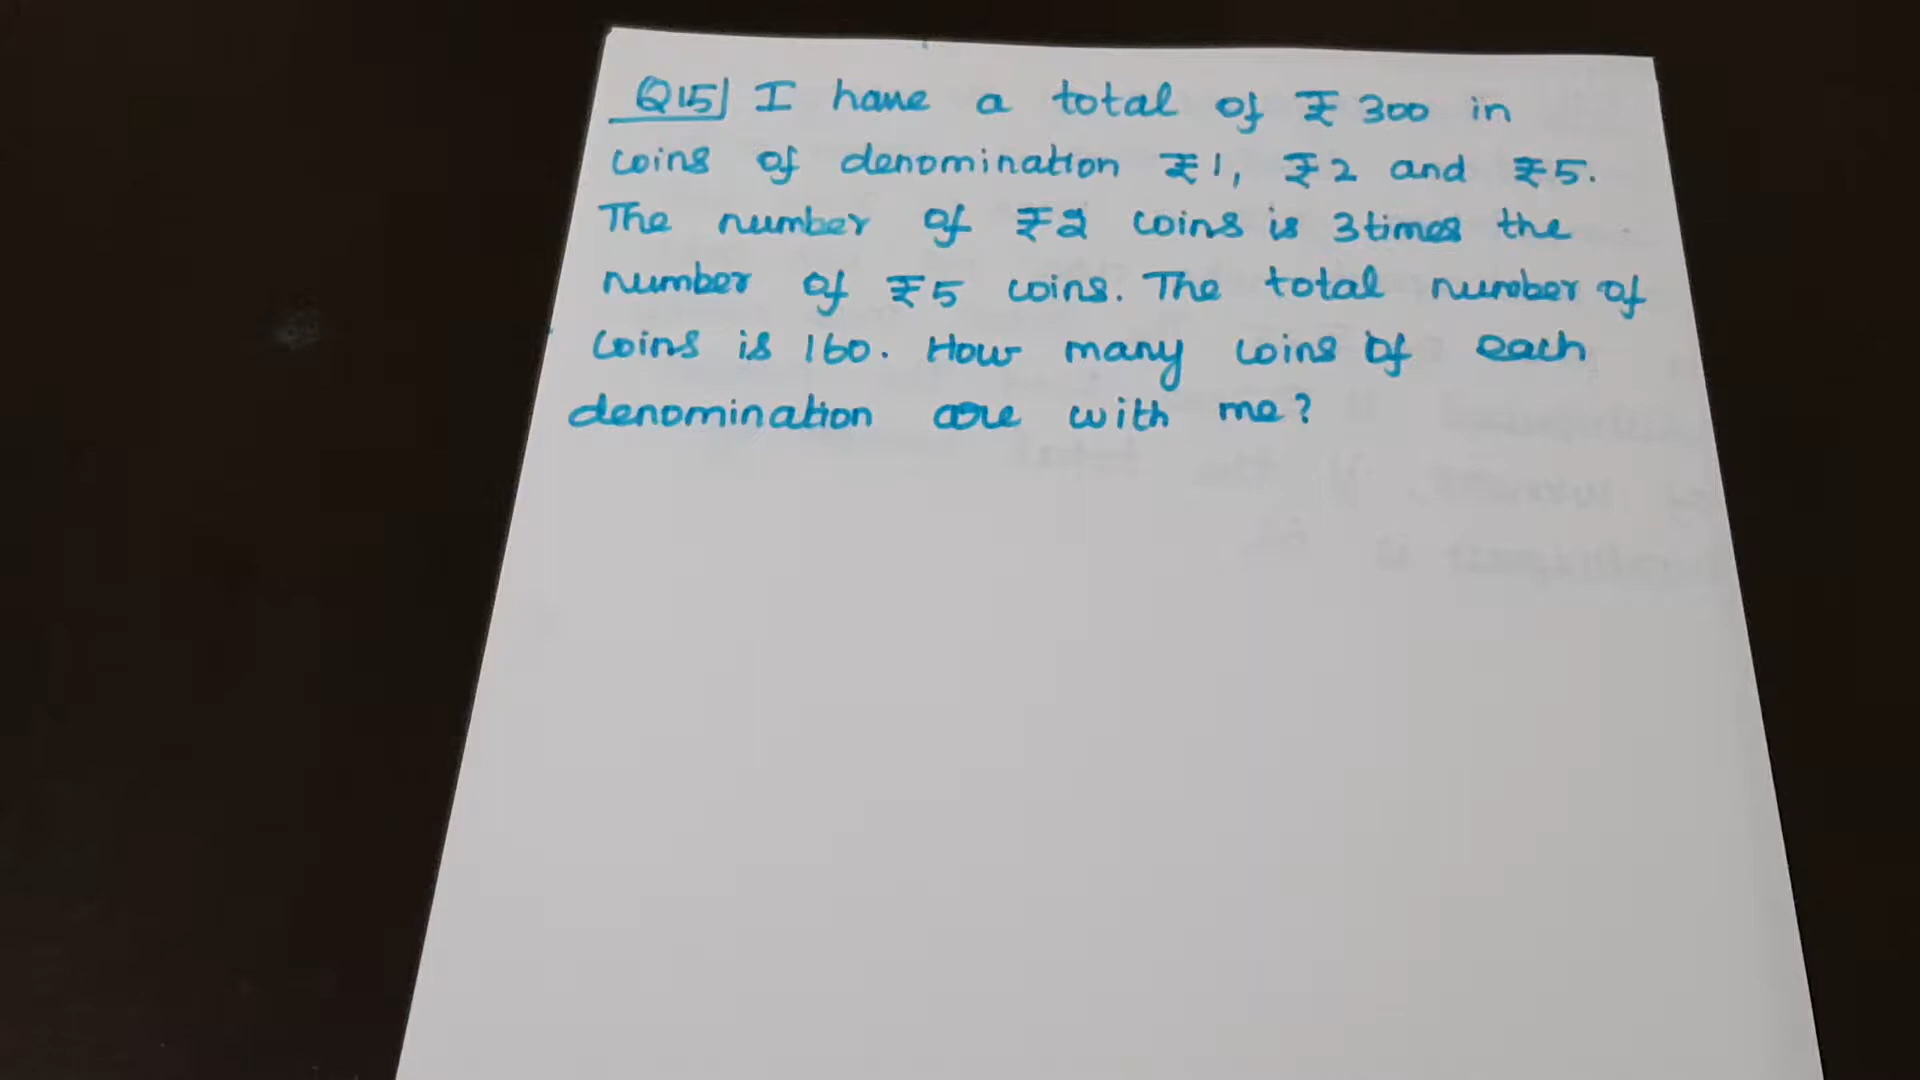 Q15] I have a total of ₹ 300 in
coins of denomination ₹1, ₹2 and ₹5.
The number of ₹2 coins is 3 times the
number of ₹5 coins. The total number of
coins is 160. How many coins of each
denomination are with me?